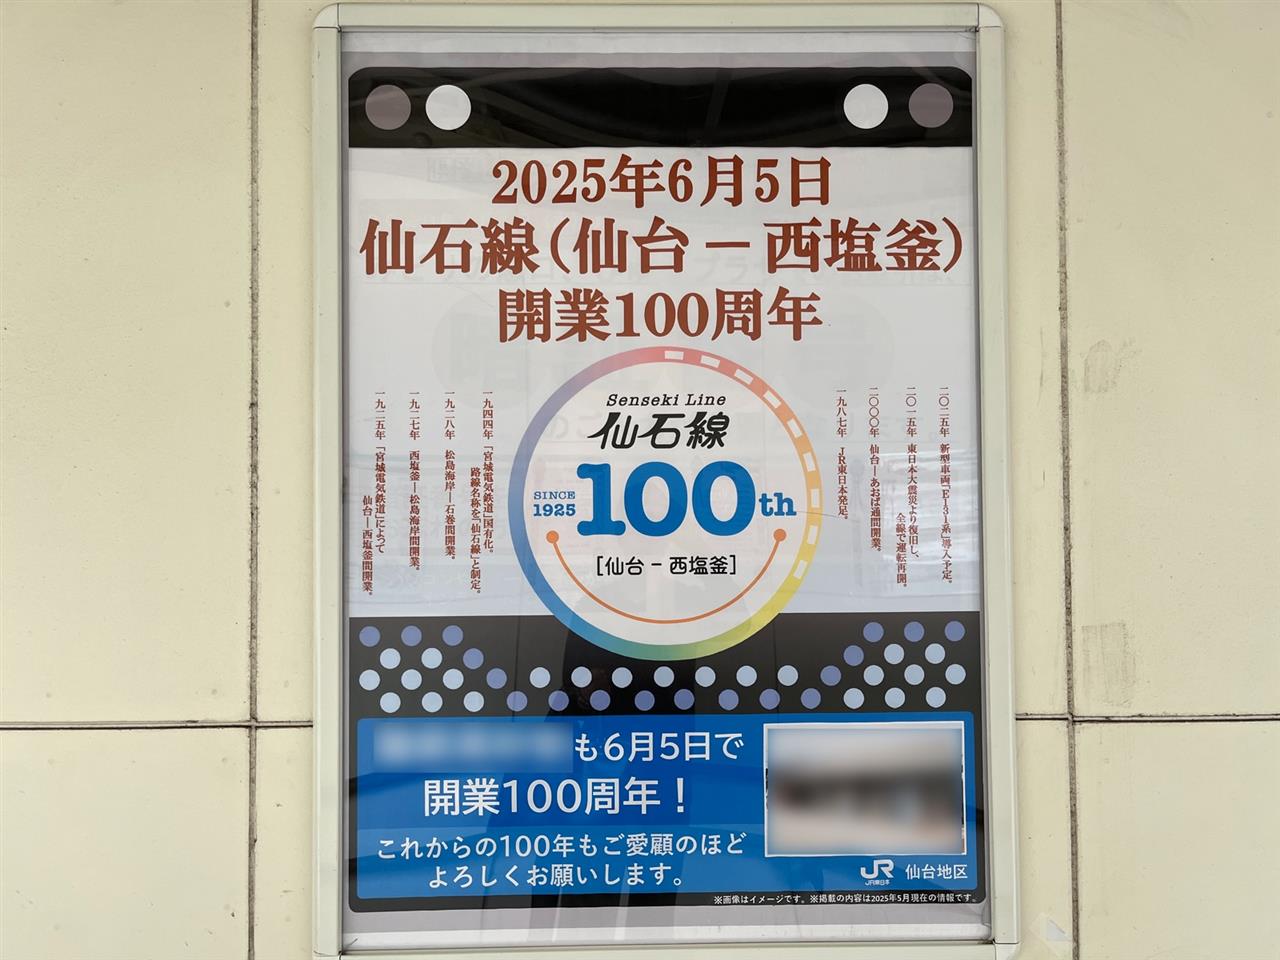 2025年6月5日
仙石線(仙台−西塩釜)
開業100周年
二〇二五年 新型車両「E131系」導入予定。
二〇一五年 東日本大震災より復旧し、
全線で運転再開。
二〇〇〇年 仙台―あおば通間開業。
一九八七年 JR東日本発足。
一九四四年 「宮城電気鉄道」国有化。
路線名称を「仙石線」と制定。
一九二八年 松島海岸―石巻間開業。
一九二七年 西塩釜―松島海岸間開業。
一九二五年 「宮城電気鉄道」によって
仙台―西塩釜間開業。
Senseki Line
仙石線
SINCE
1925
100th
[仙台−西塩釜]
も6月5日で
開業100周年!
これからの100年もご愛顧のほど
よろしくお願いします。
JR
JR東日本
仙台地区
※画像はイメージです。※掲載の内容は2025年5月現在の情報です。